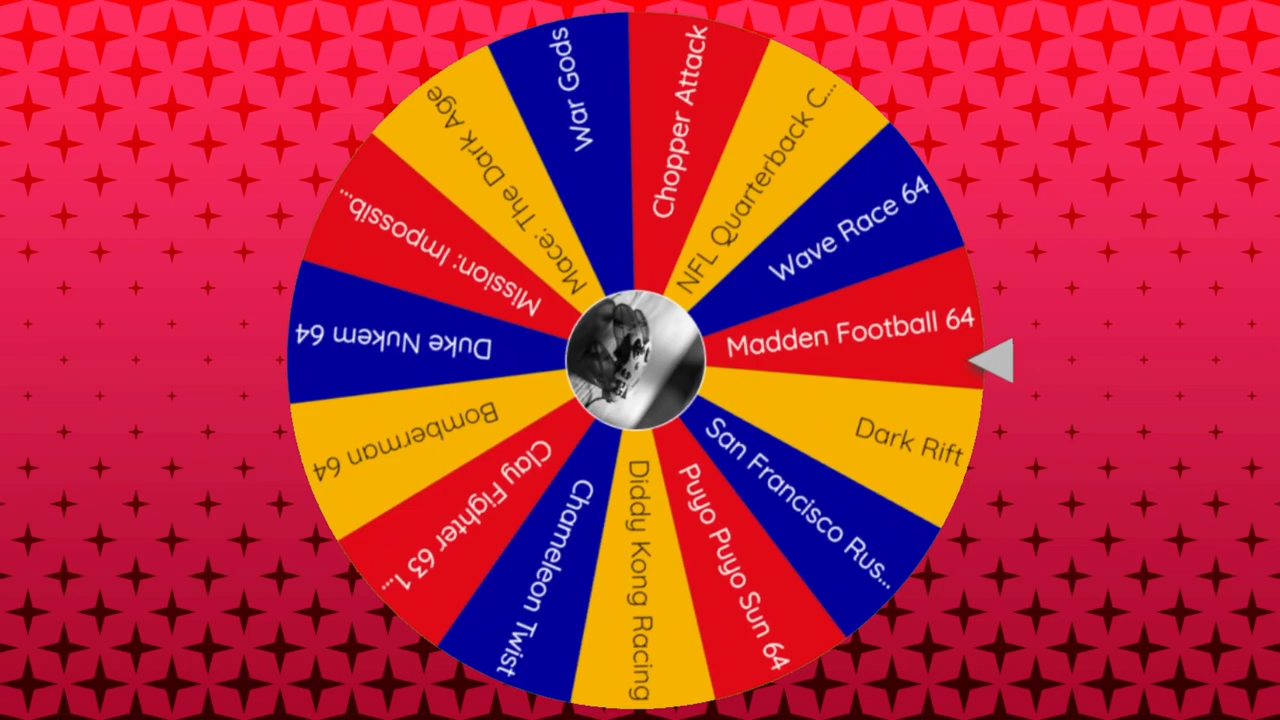 War Gods
Chopper Attack
NFL Quarterback C...
Wave Race 64
Madden Football 64
Dark Rift
San Francisco Rus...
Puyo Puyo Sun 64
Diddy Kong Racing
Chameleon Twist
Clay Fighter 63 1...
Bomberman 64
Duke Nukem 64
Mission: Impossib...
Mace: The Dark Age